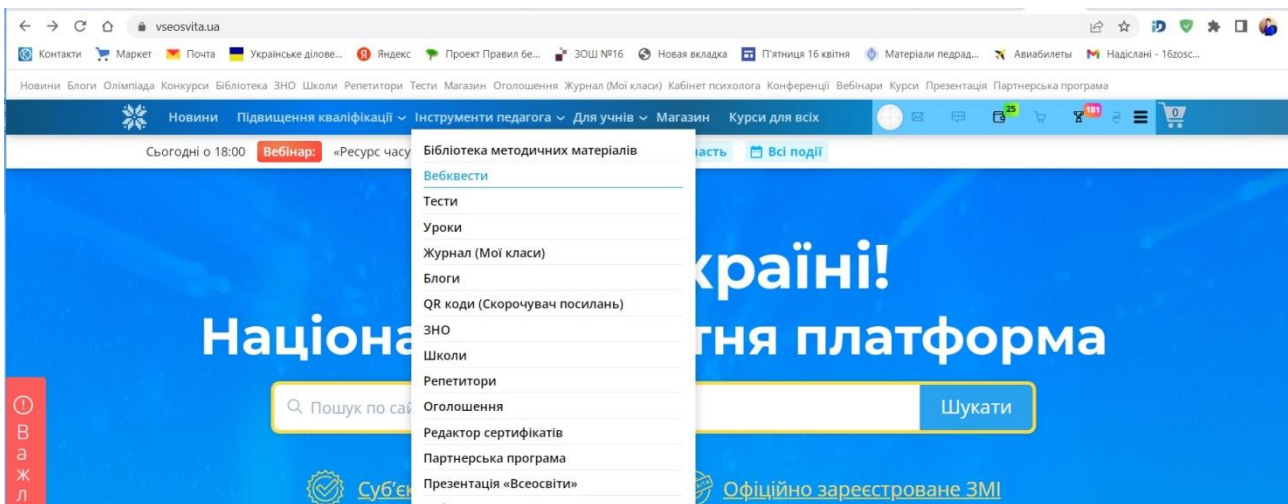 vseosvita.ua
Контакти Маркет Почта Українське ділове... Яндекс Проект Правил бе... ЗОШ №16 Новая вкладка П'ятниця 16 квітня Матеріали педрад... Авиабилеты Надіслані - 16zosc...
Новини Блоги Олімпіада Конкурси Бібліотека ЗНО Школи Репетитори Тести Магазин Оголошення Журнал (Мої класи) Кабінет психолога Конференції Вебінари Курси Презентація Партнерська програма
Новини Підвищення кваліфікації Інструменти педагога Для учнів Магазин Курси для всіх 25 181 0
Сьогодні о 18:00 Вебінар: «Ресурс часу асть Всі події
Бібліотека методичних матеріалів
Вебквести
Тести
Уроки
Журнал (Мої класи)
Блоги
QR коди (Скорочувач посилань)
ЗНО
Школи
Репетитори
Оголошення
Редактор сертифікатів
Партнерська програма
Презентація «Всеосвіти»
країні!
Націона тня платформа
Пошук по сай Шукати
Суб'єк Офіційно зареєстроване ЗМІ
Важл